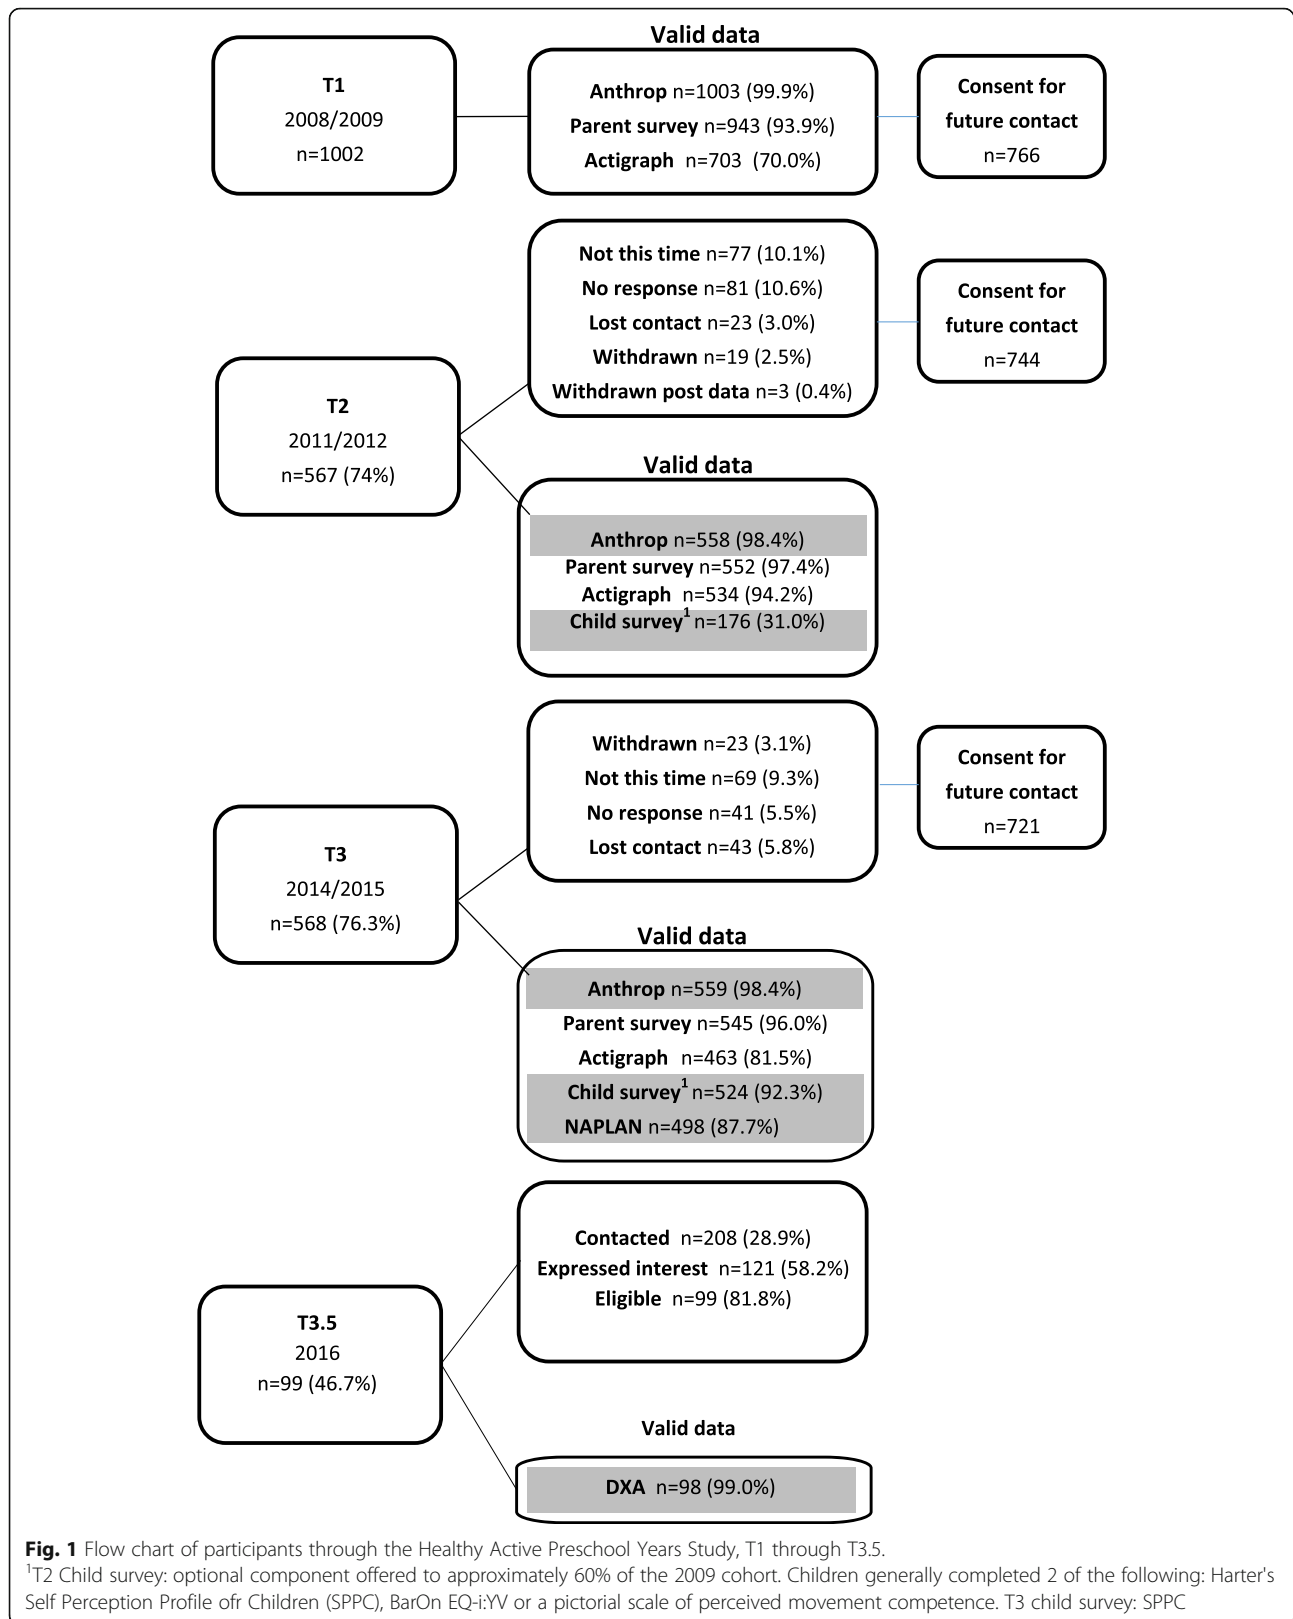 T1
2008/2009
n=1002
Valid data
Anthrop n=1003 (99.9%)
Parent survey n=943 (93.9%)
Actigraph n=703 (70.0%)
Consent for
future contact
n=766
T2
2011/2012
n=567 (74%)
Not this time n=77 (10.1%)
No response n=81 (10.6%)
Lost contact n=23 (3.0%)
Withdrawn n=19 (2.5%)
Withdrawn post data n=3 (0.4%)
Consent for
future contact
n=744
Valid data
Anthrop n=558 (98.4%)
Parent survey n=552 (97.4%)
Actigraph n=534 (94.2%)
Child survey¹ n=176 (31.0%)
T3
2014/2015
n=568 (76.3%)
Withdrawn n=23 (3.1%)
Not this time n=69 (9.3%)
No response n=41 (5.5%)
Lost contact n=43 (5.8%)
Consent for
future contact
n=721
Valid data
Anthrop n=559 (98.4%)
Parent survey n=545 (96.0%)
Actigraph n=463 (81.5%)
Child survey¹ n=524 (92.3%)
NAPLAN n=498 (87.7%)
T3.5
2016
n=99 (46.7%)
Contacted n=208 (28.9%)
Expressed interest n=121 (58.2%)
Eligible n=99 (81.8%)
Valid data
DXA n=98 (99.0%)
Fig. 1 Flow chart of participants through the Healthy Active Preschool Years Study, T1 through T3.5.
¹T2 Child survey: optional component offered to approximately 60% of the 2009 cohort. Children generally completed 2 of the following: Harter's
Self Perception Profile ofr Children (SPPC), BarOn EQ-i:YV or a pictorial scale of perceived movement competence. T3 child survey: SPPC